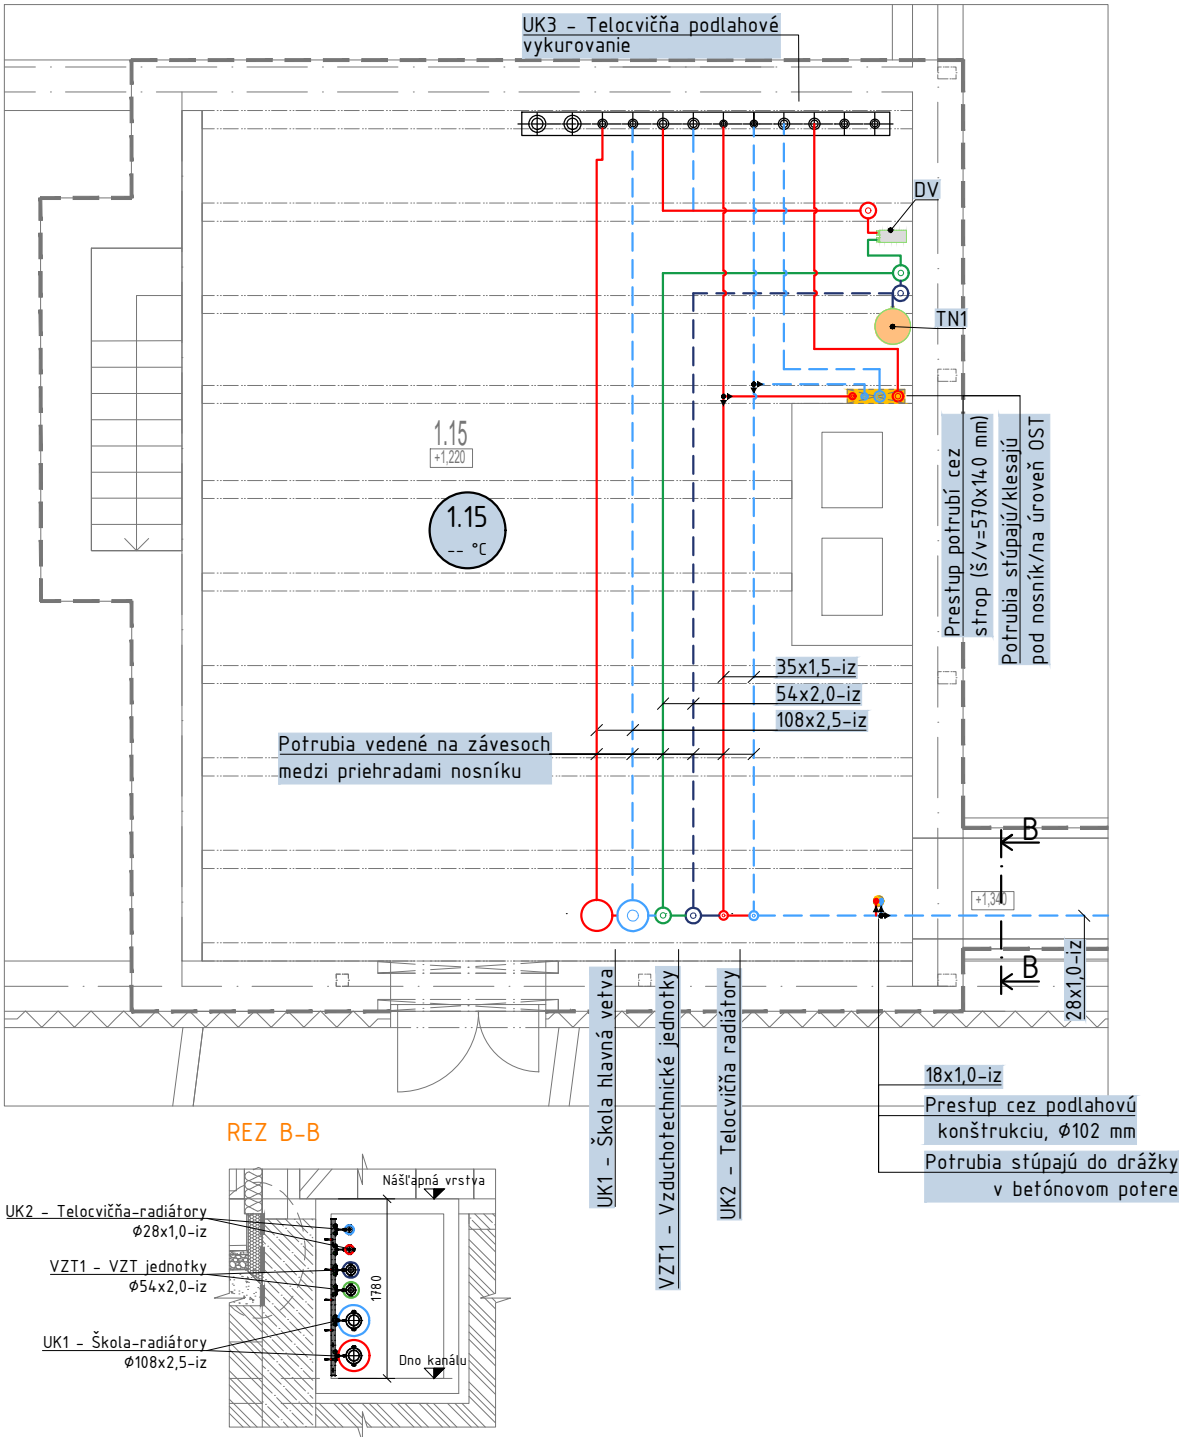 UK3 - Telocvičňa podlahové
vykurovanie
DV
TN1
1.15
+1,220
1.15
-- °C
Prestup potrubí cez
strop (š/v=570x140 mm)
Potrubia stúpajú/klesajú
pod nosník/na úroveň OST
35x1,5-iz
54x2,0-iz
108x2,5-iz
Potrubia vedené na závesoch
medzi priehradami nosníku
B
+1,340
B
28x1,0-iz
UK1 - Škola hlavná vetva
VZT1 - Vzduchotechnické jednotky
UK2 - Telocvičňa radiátory
18x1,0-iz
Prestup cez podlahovú
konštrukciu, Φ102 mm
Potrubia stúpajú do drážky
v betónovom potere
REZ B-B
Nášľapná vrstva
UK2 - Telocvičňa-radiátory
Φ28x1,0-iz
VZT1 - VZT jednotky
Φ54x2,0-iz
1780
UK1 - Škola-radiátory
Φ108x2,5-iz
Dno kanálu